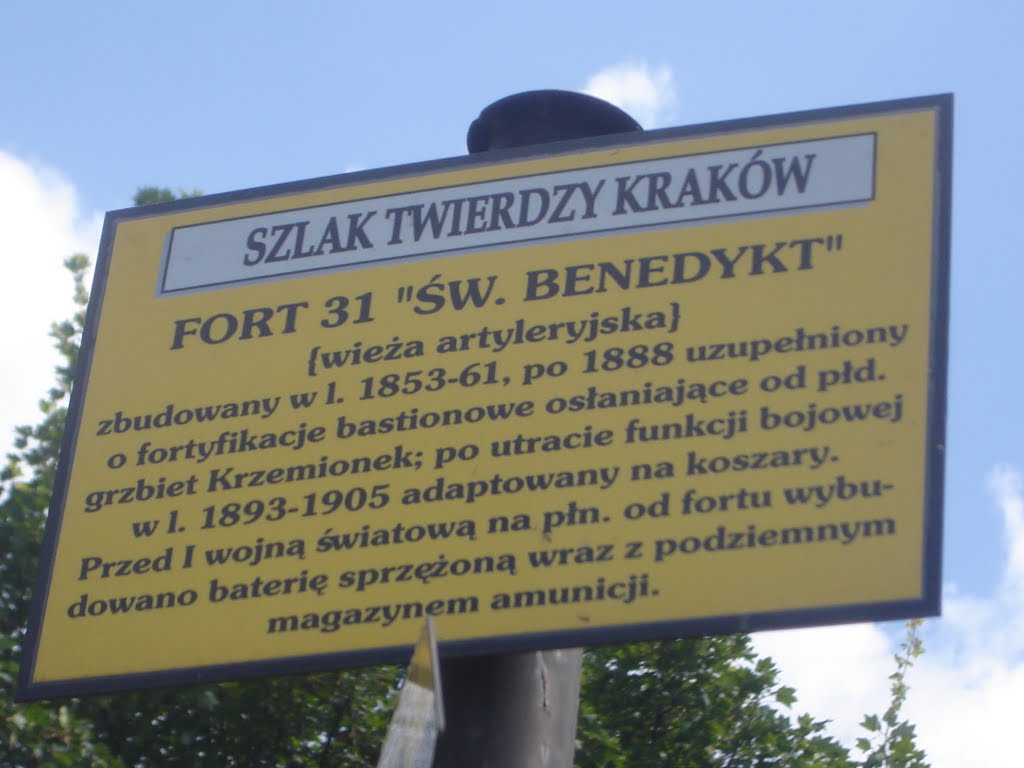 SZLAK TWIERDZY KRAKÓW
FORT 31 "ŚW. BENEDYKT"
{wieża artyleryjska}
zbudowany w l. 1853-61, po 1888 uzupełniony
o fortyfikacje bastionowe osłaniające od płd.
grzbiet Krzemionek; po utracie funkcji bojowej
w l. 1893-1905 adaptowany na koszary.
Przed I wojną światową na płn. od fortu wybu-
dowano baterię sprzężoną wraz z podziemnym
magazynem amunicji.